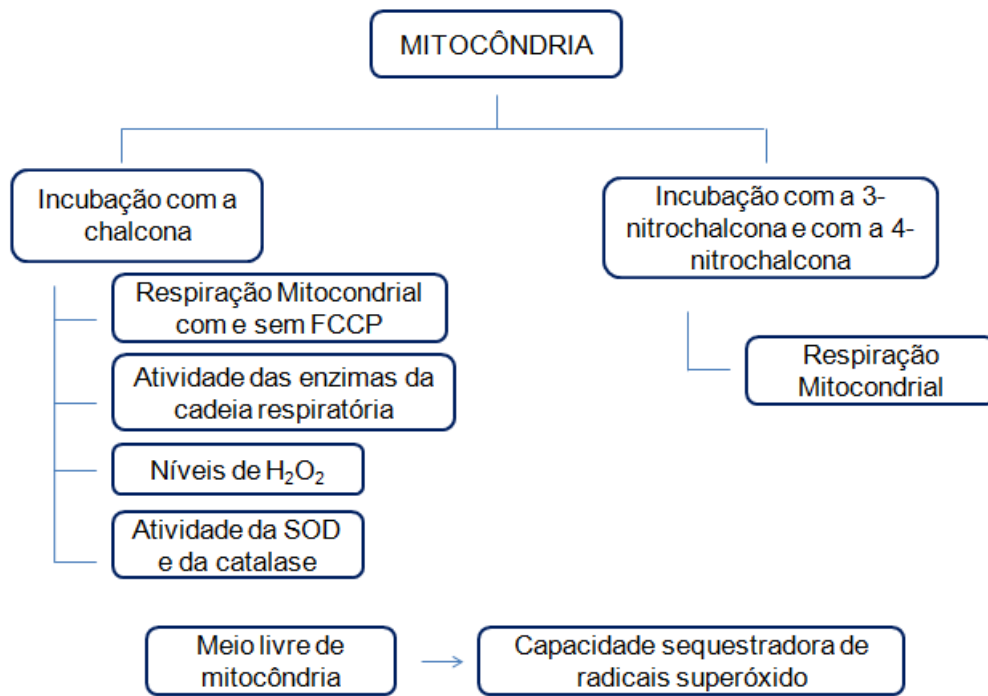 MITOCÔNDRIA
Incubação com a
chalcona
Respiração Mitocondrial
com e sem FCCP
Atividade das enzimas da
cadeia respiratória
Níveis de H₂O₂
Atividade da SOD
e da catalase
Incubação com a 3-
nitrochalcona e com a 4-
nitrochalcona
Respiração
Mitocondrial
Meio livre de
mitocôndria
Capacidade sequestradora de
radicais superóxido